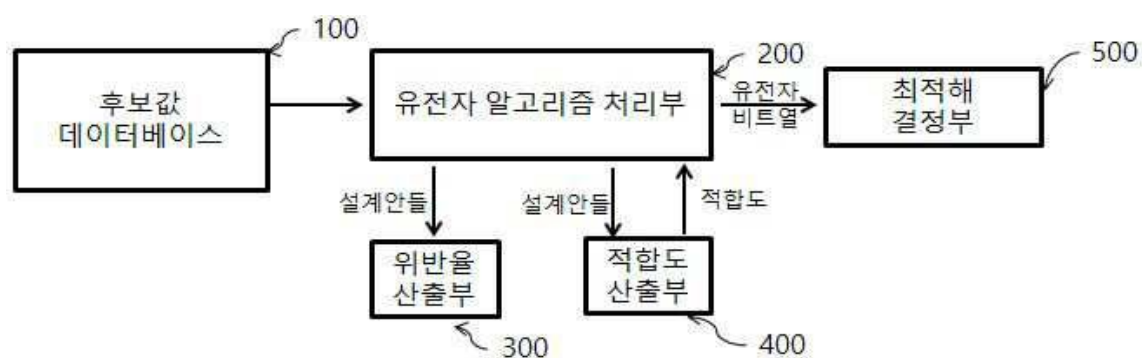 100
후보값
데이터베이스
200
유전자 알고리즘 처리부
유전자
비트열
500
최적해
결정부
설계안들
설계안들
적합도
위반율
산출부
300
적합도
산출부
400